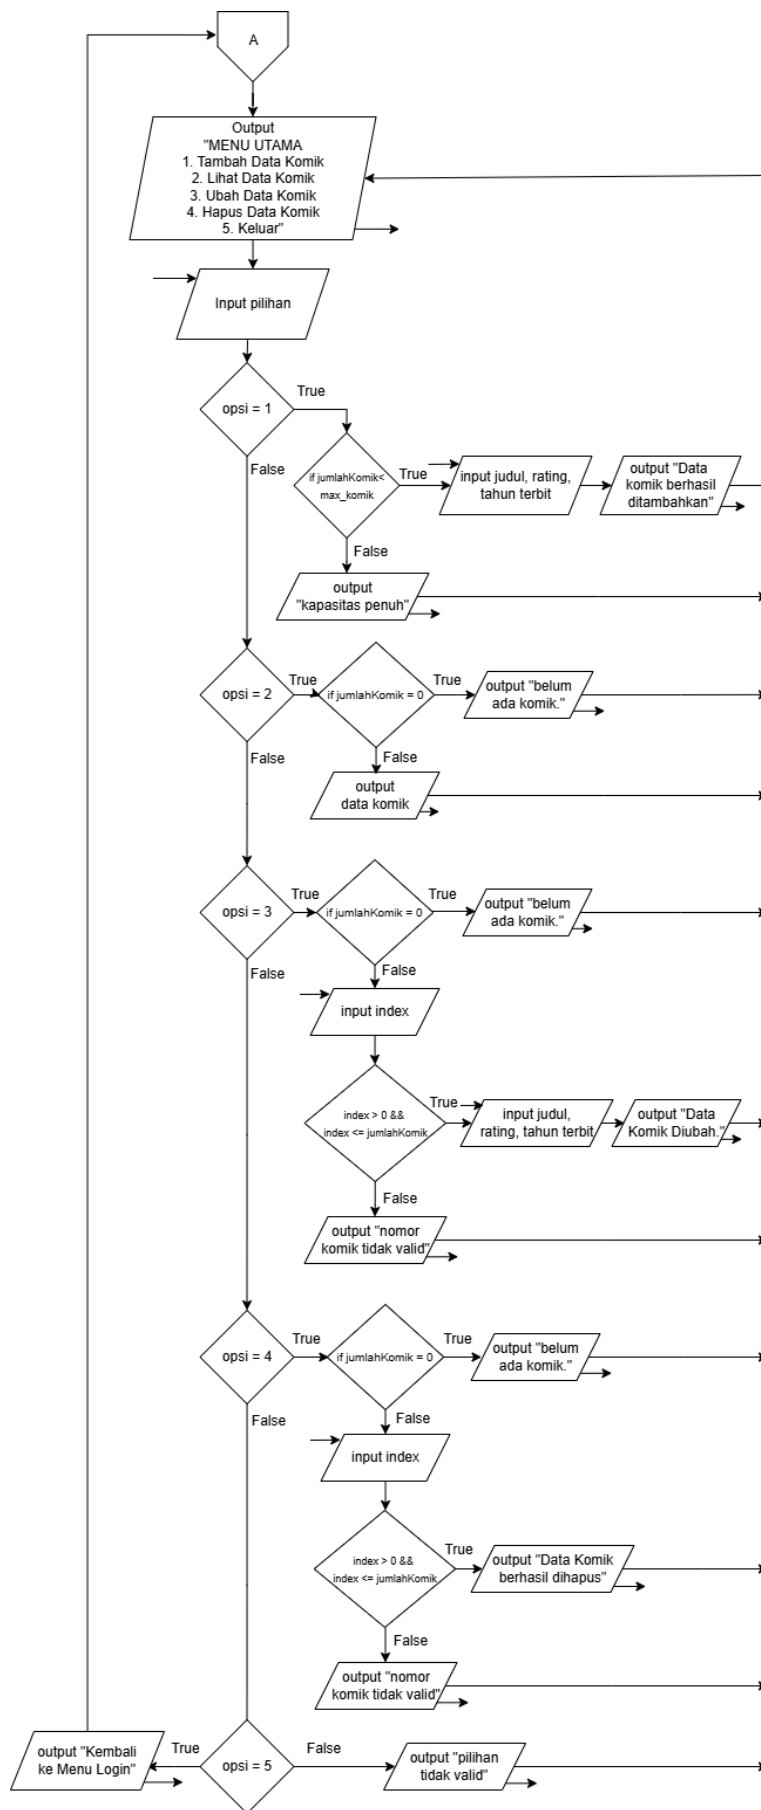 A
Output
"MENU UTAMA
1. Tambah Data Komik
2. Lihat Data Komik
3. Ubah Data Komik
4. Hapus Data Komik
5. Keluar"
Input pilihan
opsi = 1
True
False
if jumlahKomik<
max_komik
True
input judul, rating,
tahun terbit
output "Data
komik berhasil
ditambahkan"
False
output
"kapasitas penuh"
opsi = 2
True
if jumlahKomik = 0
True
output "belum
ada komik."
False
False
output
data komik
opsi = 3
True
if jumlahKomik = 0
True
output "belum
ada komik."
False
False
input index
index > 0 &&
index <= jumlahKomik
True
input judul,
rating, tahun terbit
output "Data
Komik Diubah."
False
output "nomor
komik tidak valid"
opsi = 4
True
if jumlahKomik = 0
True
output "belum
ada komik."
False
False
input index
index > 0 &&
index <= jumlahKomik
True
output "Data Komik
berhasil dihapus"
False
output "nomor
komik tidak valid"
output "Kembali
ke Menu Login"
True
opsi = 5
False
output "pilihan
tidak valid"